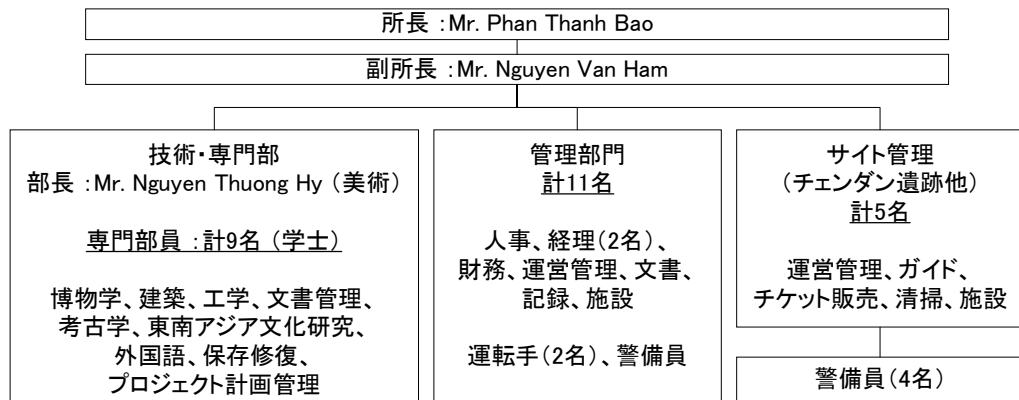 所長 :Mr. Phan Thanh Bao
副所長 :Mr. Nguyen Van Ham
技術・専門部
部長 :Mr. Nguyen Thuong Hy (美術)
専門部員 :計9名 (学士)
博物学、建築、工学、文書管理、
考古学、東南アジア文化研究、
外国語、保存修復、
プロジェクト計画管理
管理部門
計11名
人事、経理(2名)、
財務、運営管理、文書、
記録、施設
運転手(2名)、警備員
サイト管理
(チェンダン遺跡他)
計5名
運営管理、ガイド、
チケット販売、清掃、施設
警備員(4名)